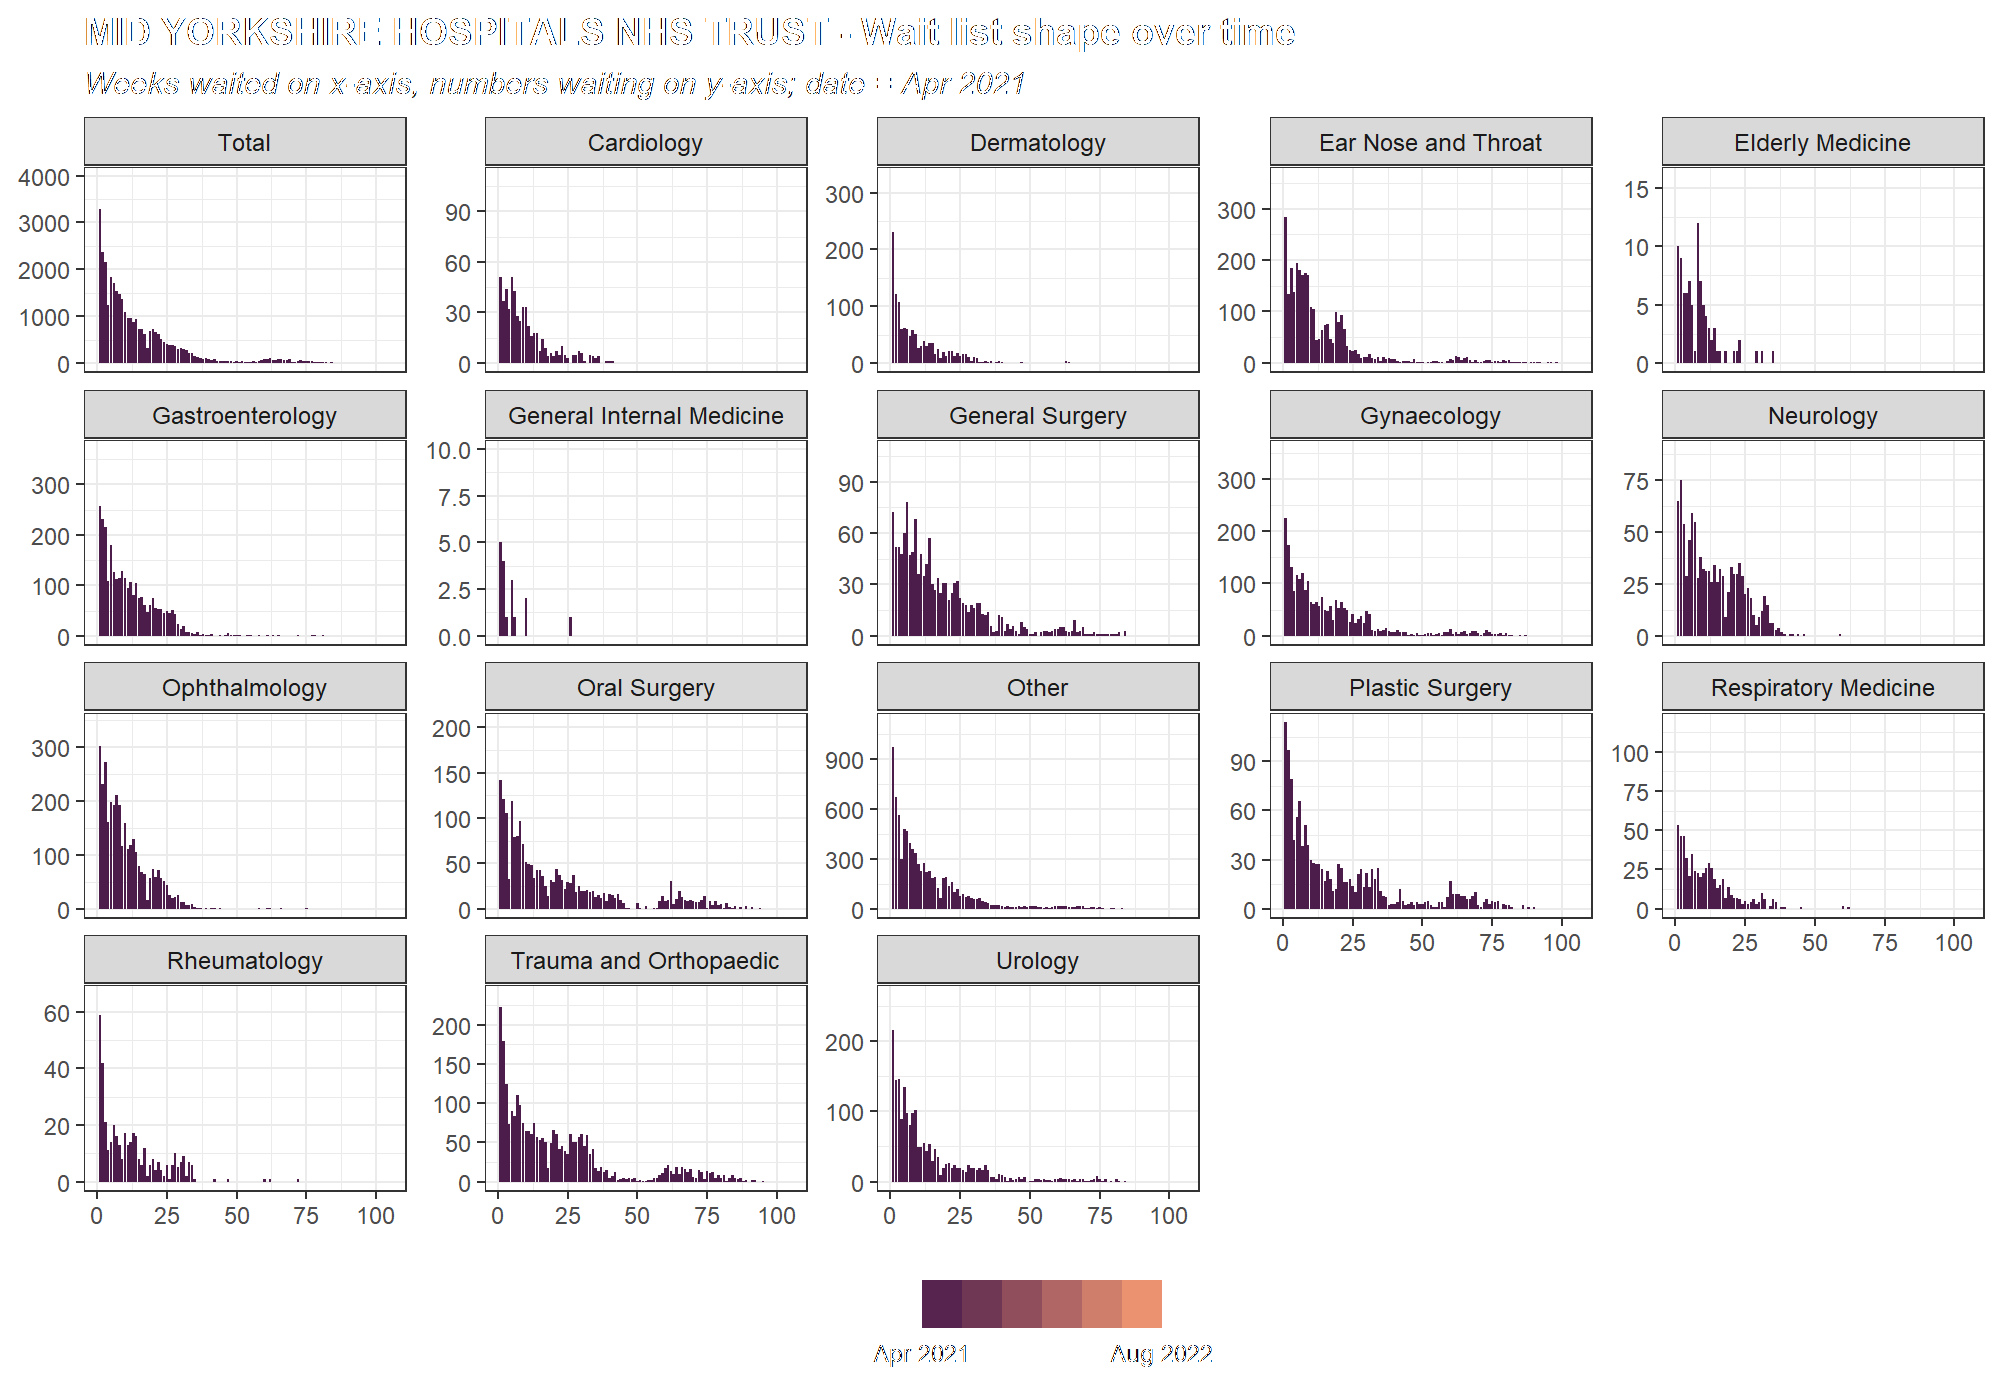 MID YORKSHIRE HOSPITALS NHS TRUST - Wait list shape over time
Weeks waited on x-axis, numbers waiting on y-axis; date = Apr 2021
Total Cardiology Dermatology Ear Nose and Throat Elderly Medicine
4000 3000 2000 1000 0
90 60 30 0
300 200 100 0
300 200 100 0
15 10 5 0
Gastroenterology General Internal Medicine General Surgery Gynaecology Neurology
300 200 100 0
10.0 7.5 5.0 2.5 0.0
90 60 30 0
300 200 100 0
75 50 25 0
Ophthalmology Oral Surgery Other Plastic Surgery Respiratory Medicine
300 200 100 0
200 150 100 50 0
900 600 300 0
90 60 30 0
100 75 50 25 0
0 25 50 75 100 0 25 50 75 100
Rheumatology Trauma and Orthopaedic Urology
60 40 20 0
200 150 100 50 0
200 100 0
0 25 50 75 100 0 25 50 75 100 0 25 50 75 100
Apr 2021 Aug 2022